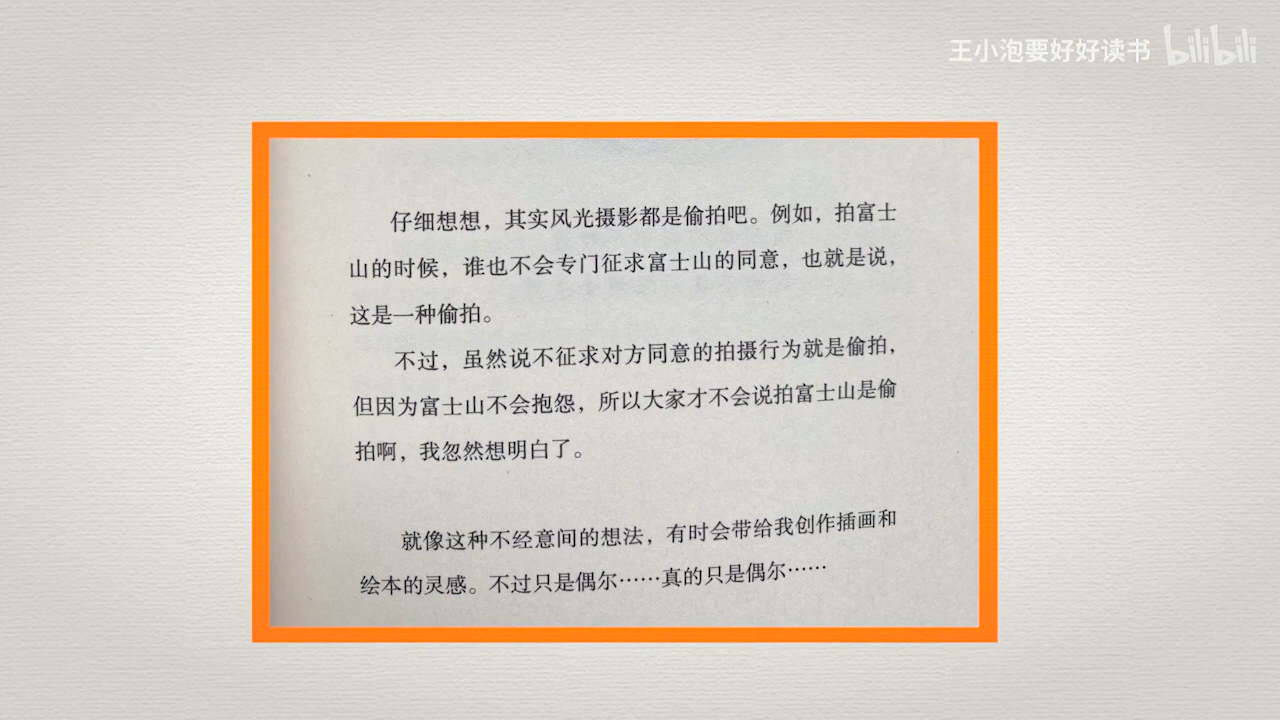 王小泡要好好读书 bilibili
仔细想想，其实风光摄影都是偷拍吧。例如，拍富士
山的时候，谁也不会专门征求富士山的同意，也就是说，
这是一种偷拍。
不过，虽然说不征求对方同意的拍摄行为就是偷拍，
但因为富士山不会抱怨，所以大家才不会说拍富士山是偷
拍啊，我忽然想明白了。
就像这种不经意间的想法，有时会带给我创作插画和
绘本的灵感。不过只是偶尔……真的只是偶尔……